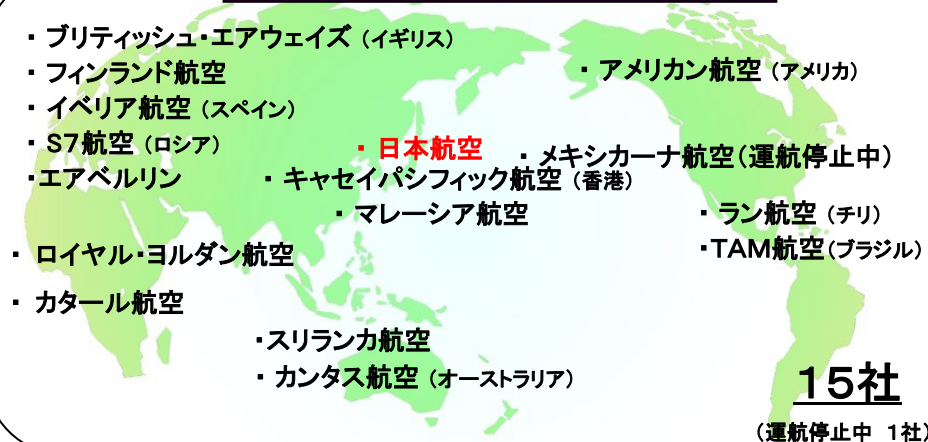 ・ ブリティッシュ・エアウェイズ （イギリス）
・ フィンランド航空
・ イベリア航空 （スペイン）
・ S7航空 （ロシア）
・エアベルリン
・ アメリカン航空 （アメリカ）
・ 日本航空
・ メキシカーナ航空（運航停止中）
・ キャセイパシフィック航空 （香港）
・ マレーシア航空
・ ラン航空 （チリ）
・TAM航空（ブラジル）
・ ロイヤル・ヨルダン航空
・ カタール航空
・スリランカ航空
・ カンタス航空 （オーストラリア）
15社
（運航停止中 1社）